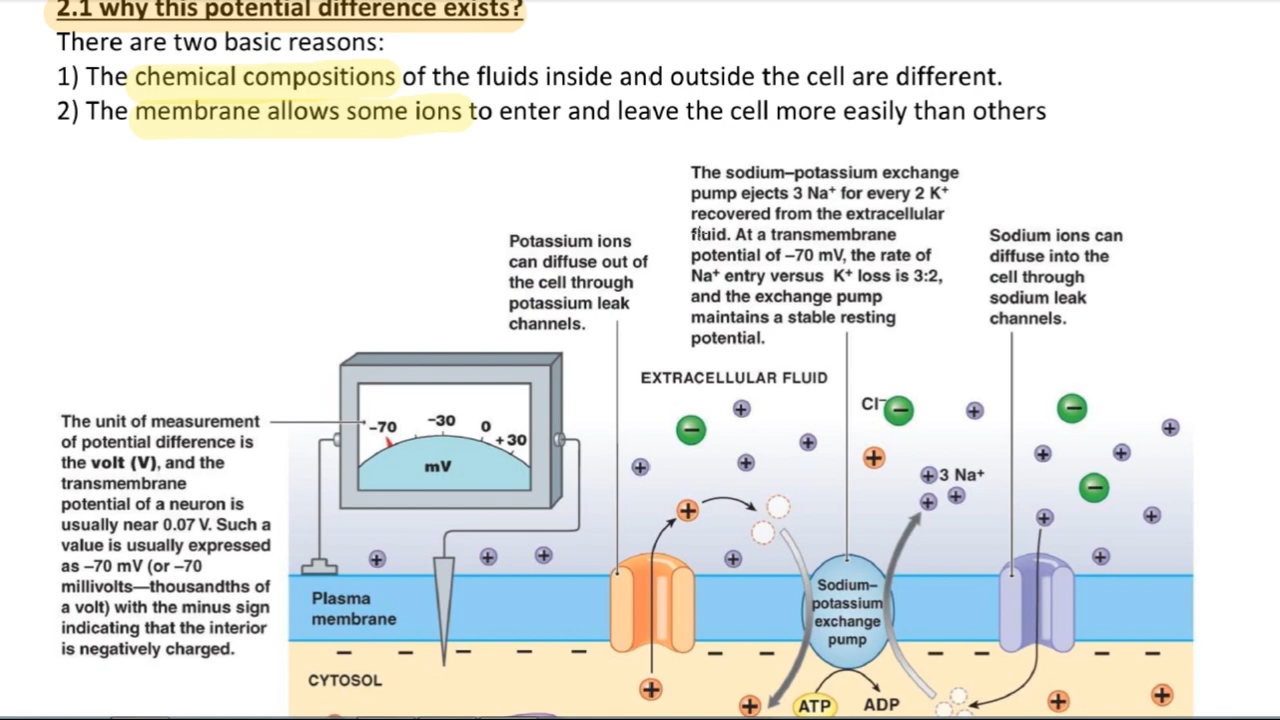 2.1 why this potential difference exists?
There are two basic reasons:
1) The chemical compositions of the fluids inside and outside the cell are different.
2) The membrane allows some ions to enter and leave the cell more easily than others
The sodium–potassium exchange
pump ejects 3 Na⁺ for every 2 K⁺
recovered from the extracellular
fluid. At a transmembrane
potential of –70 mV, the rate of
Na⁺ entry versus K⁺ loss is 3:2,
and the exchange pump
maintains a stable resting
potential.
Potassium ions
can diffuse out of
the cell through
potassium leak
channels.
Sodium ions can
diffuse into the
cell through
sodium leak
channels.
EXTRACELLULAR FLUID
The unit of measurement
of potential difference is
the volt (V), and the
transmembrane
potential of a neuron is
usually near 0.07 V. Such a
value is usually expressed
as –70 mV (or –70
millivolts—thousandths of
a volt) with the minus sign
indicating that the interior
is negatively charged.
–70 –30 0 +30
mV
Cl⁻
3 Na⁺
Plasma
membrane
Sodium–
potassium
exchange
pump
CYTOSOL
ATP ADP